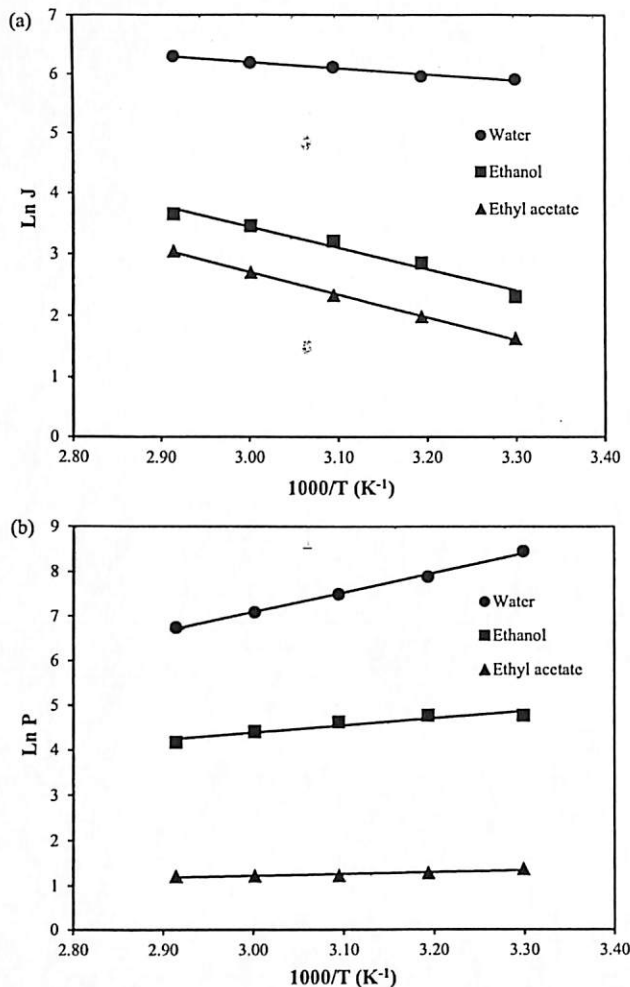 (a)
7
6
5
4
3
2
1
0
Ln J
Water
Ethanol
Ethyl acetate
2.80 2.90 3.00 3.10 3.20 3.30 3.40
1000/T (K⁻¹)
(b)
9
8
7
6
5
4
3
2
1
0
Ln P
Water
Ethanol
Ethyl acetate
2.80 2.90 3.00 3.10 3.20 3.30 3.40
1000/T (K⁻¹)